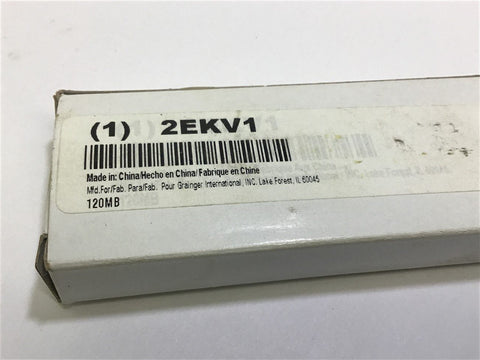 (1) 2EKV1
Made in: China/Hecho en China/ Fabrique en Chine
Mfd.For/Fab. Para/Fab. Pour Grainger International, INC. Lake Forest, IL 60045
120MB